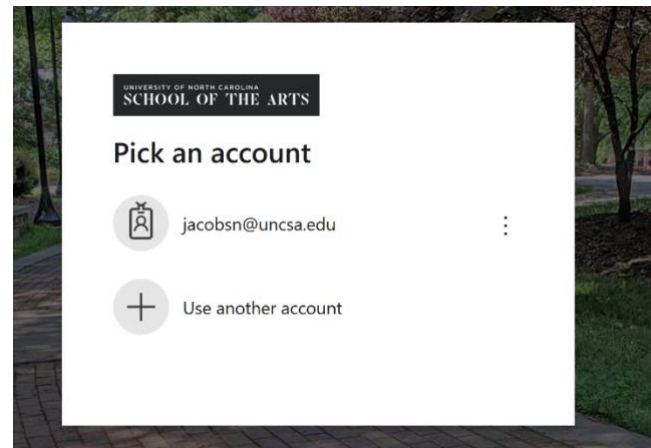 UNIVERSITY OF NORTH CAROLINA
SCHOOL OF THE ARTS
Pick an account
jacobsn@uncsa.edu
Use another account